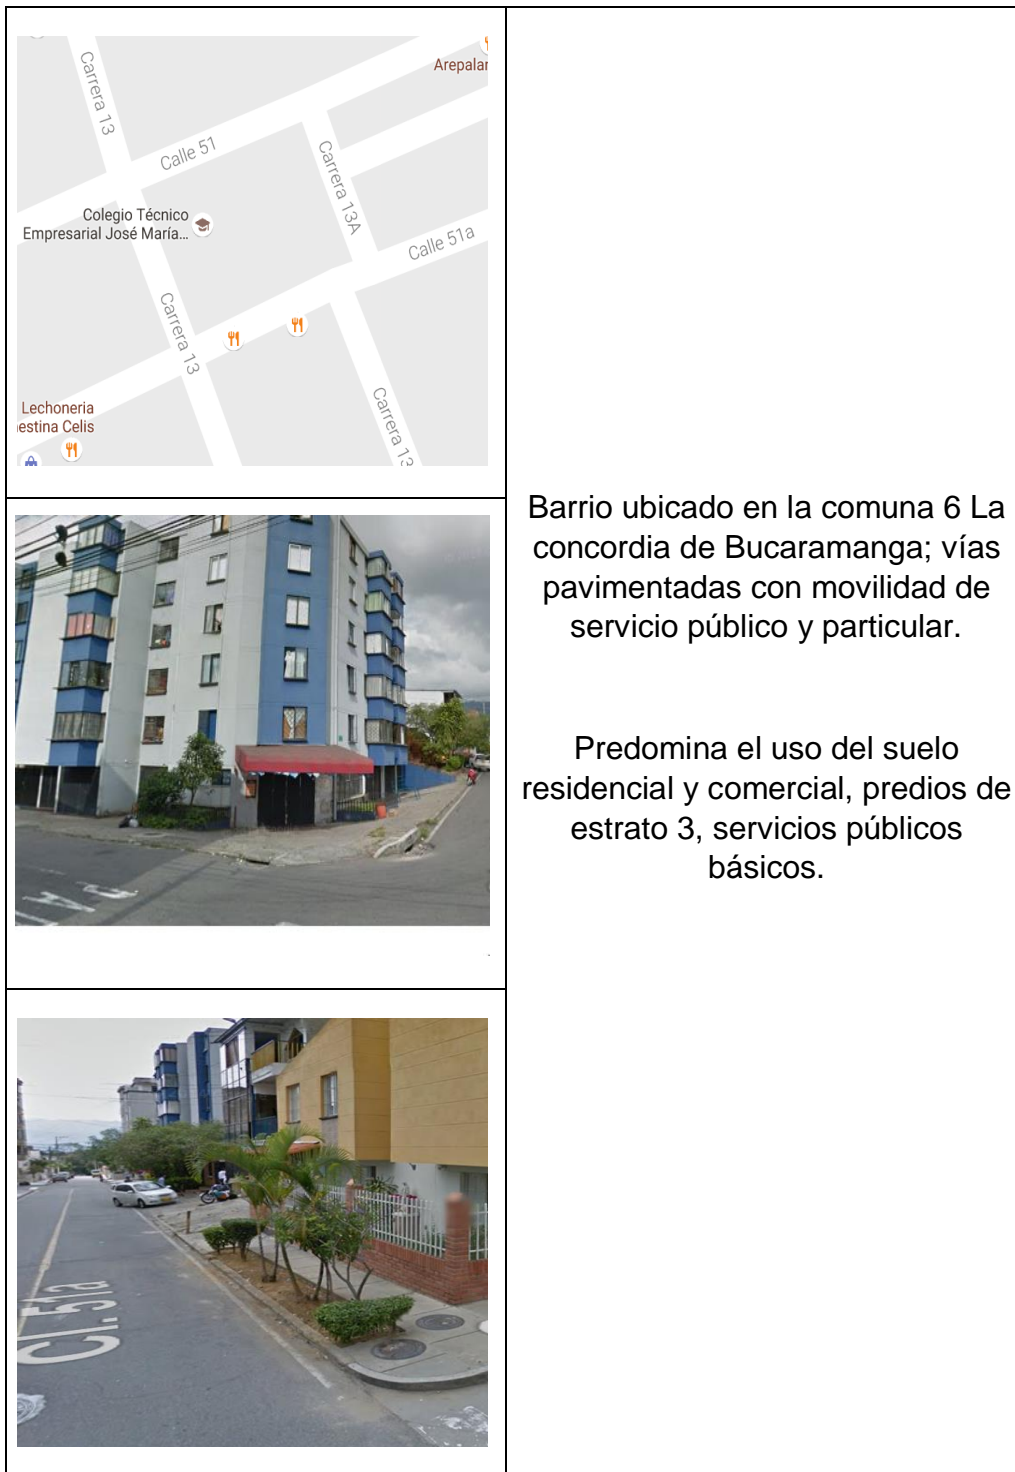 Carrera 13
Arepalar
Calle 51
Carrera 13A
Colegio Técnico
Empresarial José María...
Calle 51a
Carrera 13
Carrera 13
Lechoneria
estina Celis
Barrio ubicado en la comuna 6 La
concordia de Bucaramanga; vías
pavimentadas con movilidad de
servicio público y particular.
Predomina el uso del suelo
residencial y comercial, predios de
estrato 3, servicios públicos
básicos.
Cl. 51a